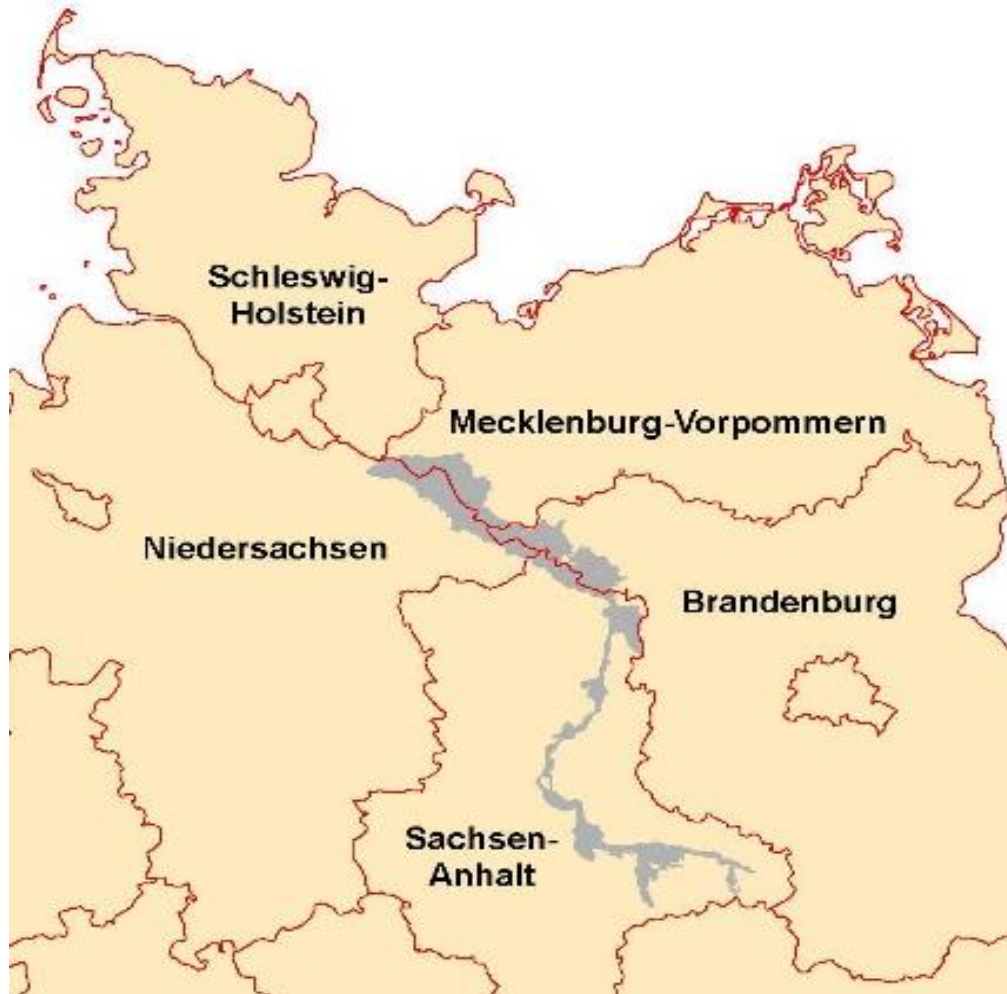 Schleswig-
Holstein
Mecklenburg-Vorpommern
Niedersachsen
Brandenburg
Sachsen-
Anhalt